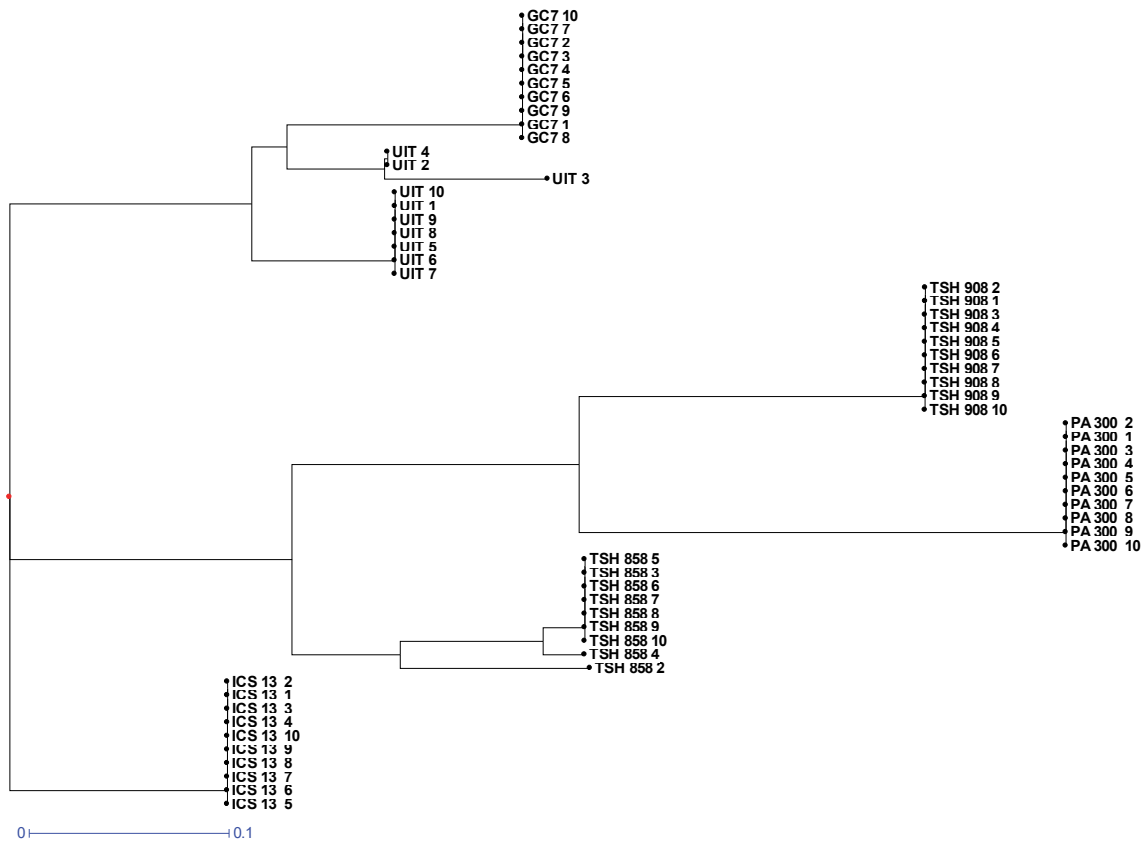 GC7 10
GC7 7
GC7 2
GC7 3
GC7 4
GC7 5
GC7 6
GC7 9
GC7 1
GC7 8
UIT 4
UIT 2
UIT 3
UIT 10
UIT 1
UIT 9
UIT 8
UIT 5
UIT 6
UIT 7
TSH 908 2
TSH 908 1
TSH 908 3
TSH 908 4
TSH 908 5
TSH 908 6
TSH 908 7
TSH 908 8
TSH 908 9
TSH 908 10
PA 300 2
PA 300 1
PA 300 3
PA 300 4
PA 300 5
PA 300 6
PA 300 7
PA 300 8
PA 300 9
PA 300 10
TSH 858 5
TSH 858 3
TSH 858 6
TSH 858 7
TSH 858 8
TSH 858 9
TSH 858 10
TSH 858 4
TSH 858 2
ICS 13 2
ICS 13 1
ICS 13 3
ICS 13 4
ICS 13 10
ICS 13 9
ICS 13 8
ICS 13 7
ICS 13 6
ICS 13 5
0 0.1